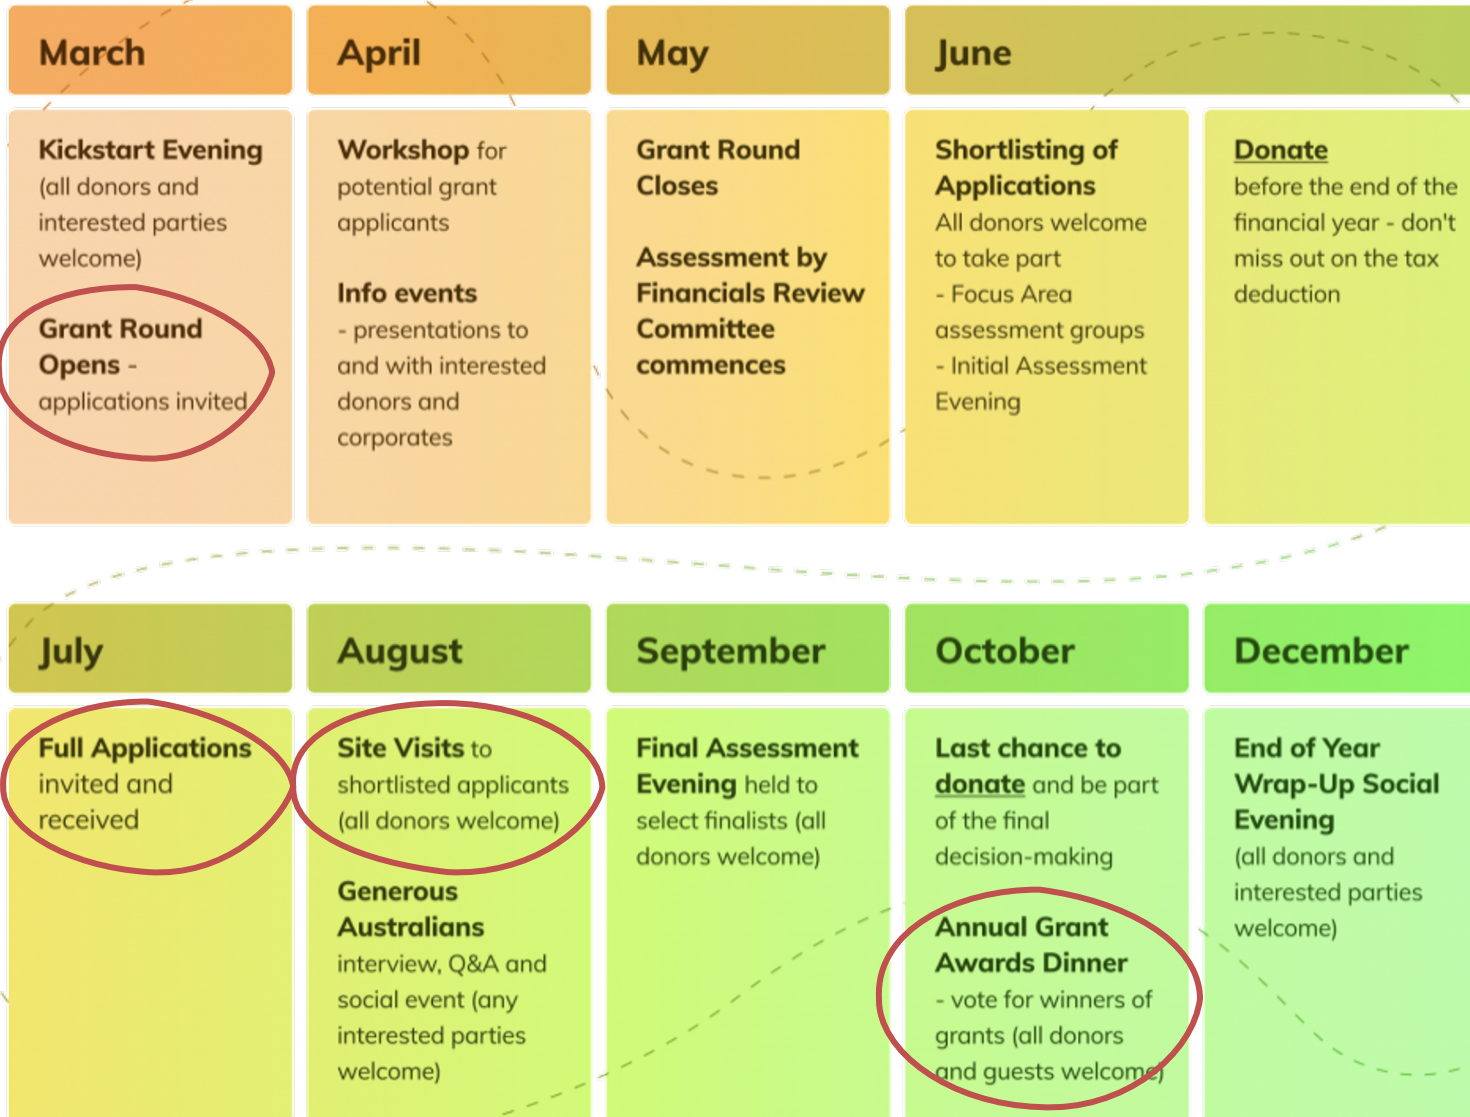 March
April
May
June
Kickstart Evening
(all donors and
interested parties
welcome)
Grant Round
Opens -
applications invited
Workshop for
potential grant
applicants
Info events
- presentations to
and with interested
donors and
corporates
Grant Round
Closes
Assessment by
Financials Review
Committee
commences
Shortlisting of
Applications
All donors welcome
to take part
- Focus Area
assessment groups
- Initial Assessment
Evening
Donate
before the end of the
financial year - don't
miss out on the tax
deduction
July
August
September
October
December
Full Applications
invited and
received
Site Visits to
shortlisted applicants
(all donors welcome)
Generous
Australians
interview, Q&A and
social event (any
interested parties
welcome)
Final Assessment
Evening held to
select finalists (all
donors welcome)
Last chance to
donate and be part
of the final
decision-making
Annual Grant
Awards Dinner
- vote for winners of
grants (all donors
and guests welcome)
End of Year
Wrap-Up Social
Evening
(all donors and
interested parties
welcome)